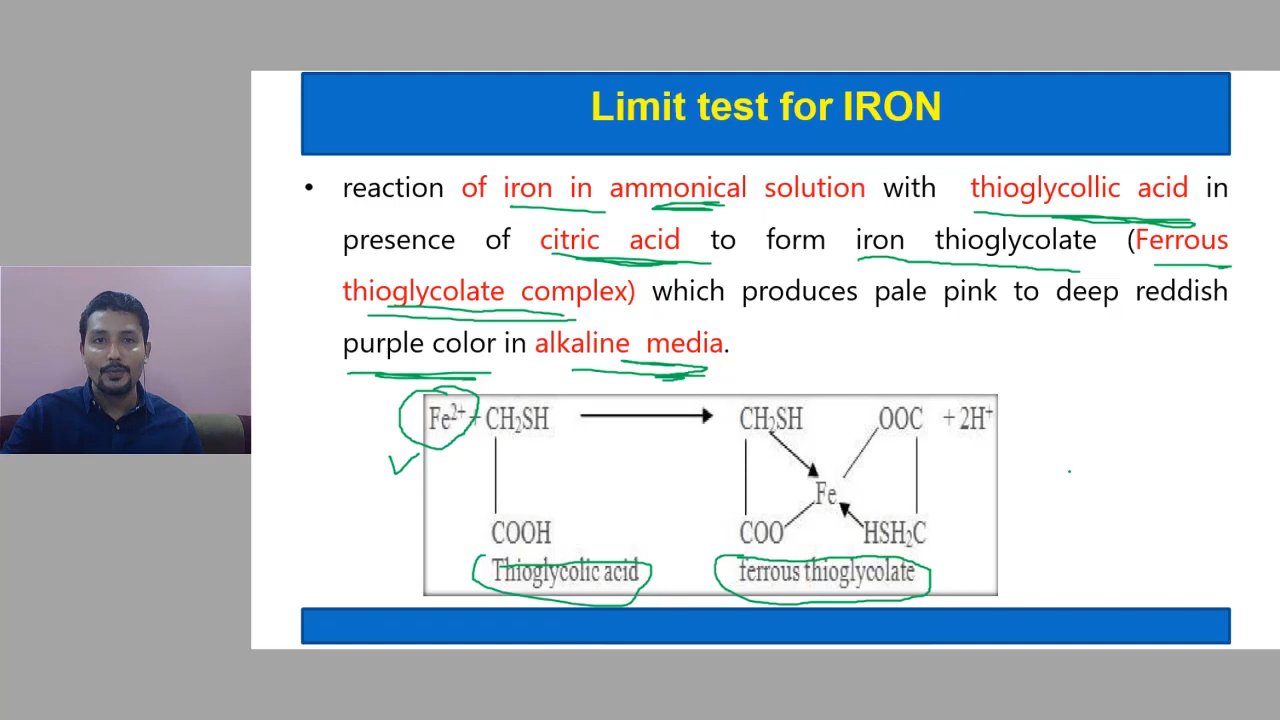 Limit test for IRON
• reaction of iron in ammonical solution with thioglycollic acid in
presence of citric acid to form iron thioglycolate (Ferrous
thioglycolate complex) which produces pale pink to deep reddish
purple color in alkaline media.
Fe²⁺ + CH₂SH CH₂SH OOC + 2H⁺
Fe
COOH COO HSH₂C
Thioglycolic acid ferrous thioglycolate